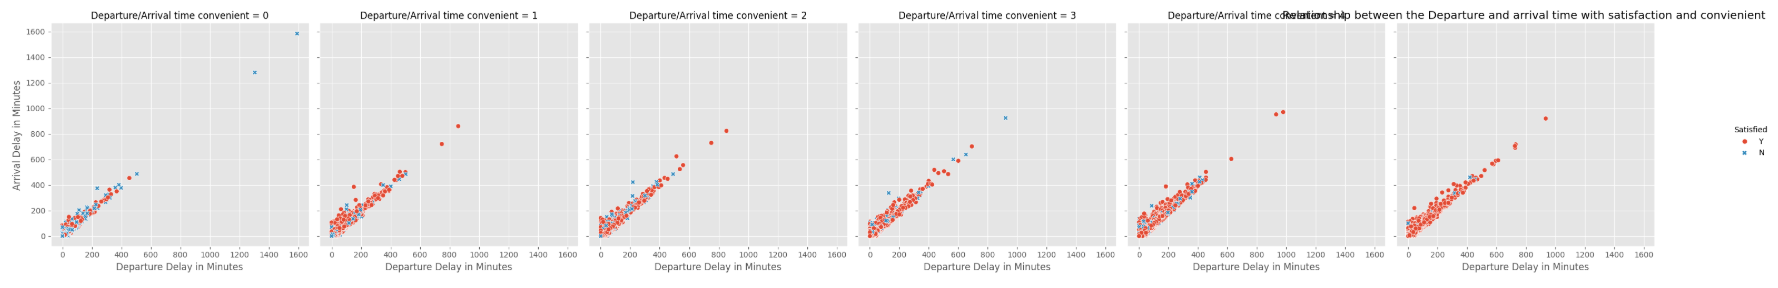 Departure/Arrival time convenient = 0
Departure/Arrival time convenient = 1
Departure/Arrival time convenient = 2
Departure/Arrival time convenient = 3
Departure/Arrival time convenient = 4
Relationship between the Departure and arrival time with satisfaction and convienient
Arrival Delay in Minutes
1600
1400
1200
1000
800
600
400
200
0
0 200 400 600 800 1000 1200 1400 1600
0 200 400 600 800 1000 1200 1400 1600
0 200 400 600 800 1000 1200 1400 1600
0 200 400 600 800 1000 1200 1400 1600
0 200 400 600 800 1000 1200 1400 1600
0 200 400 600 800 1000 1200 1400 1600
Departure Delay in Minutes
Departure Delay in Minutes
Departure Delay in Minutes
Departure Delay in Minutes
Departure Delay in Minutes
Departure Delay in Minutes
Satisfied
Y
N